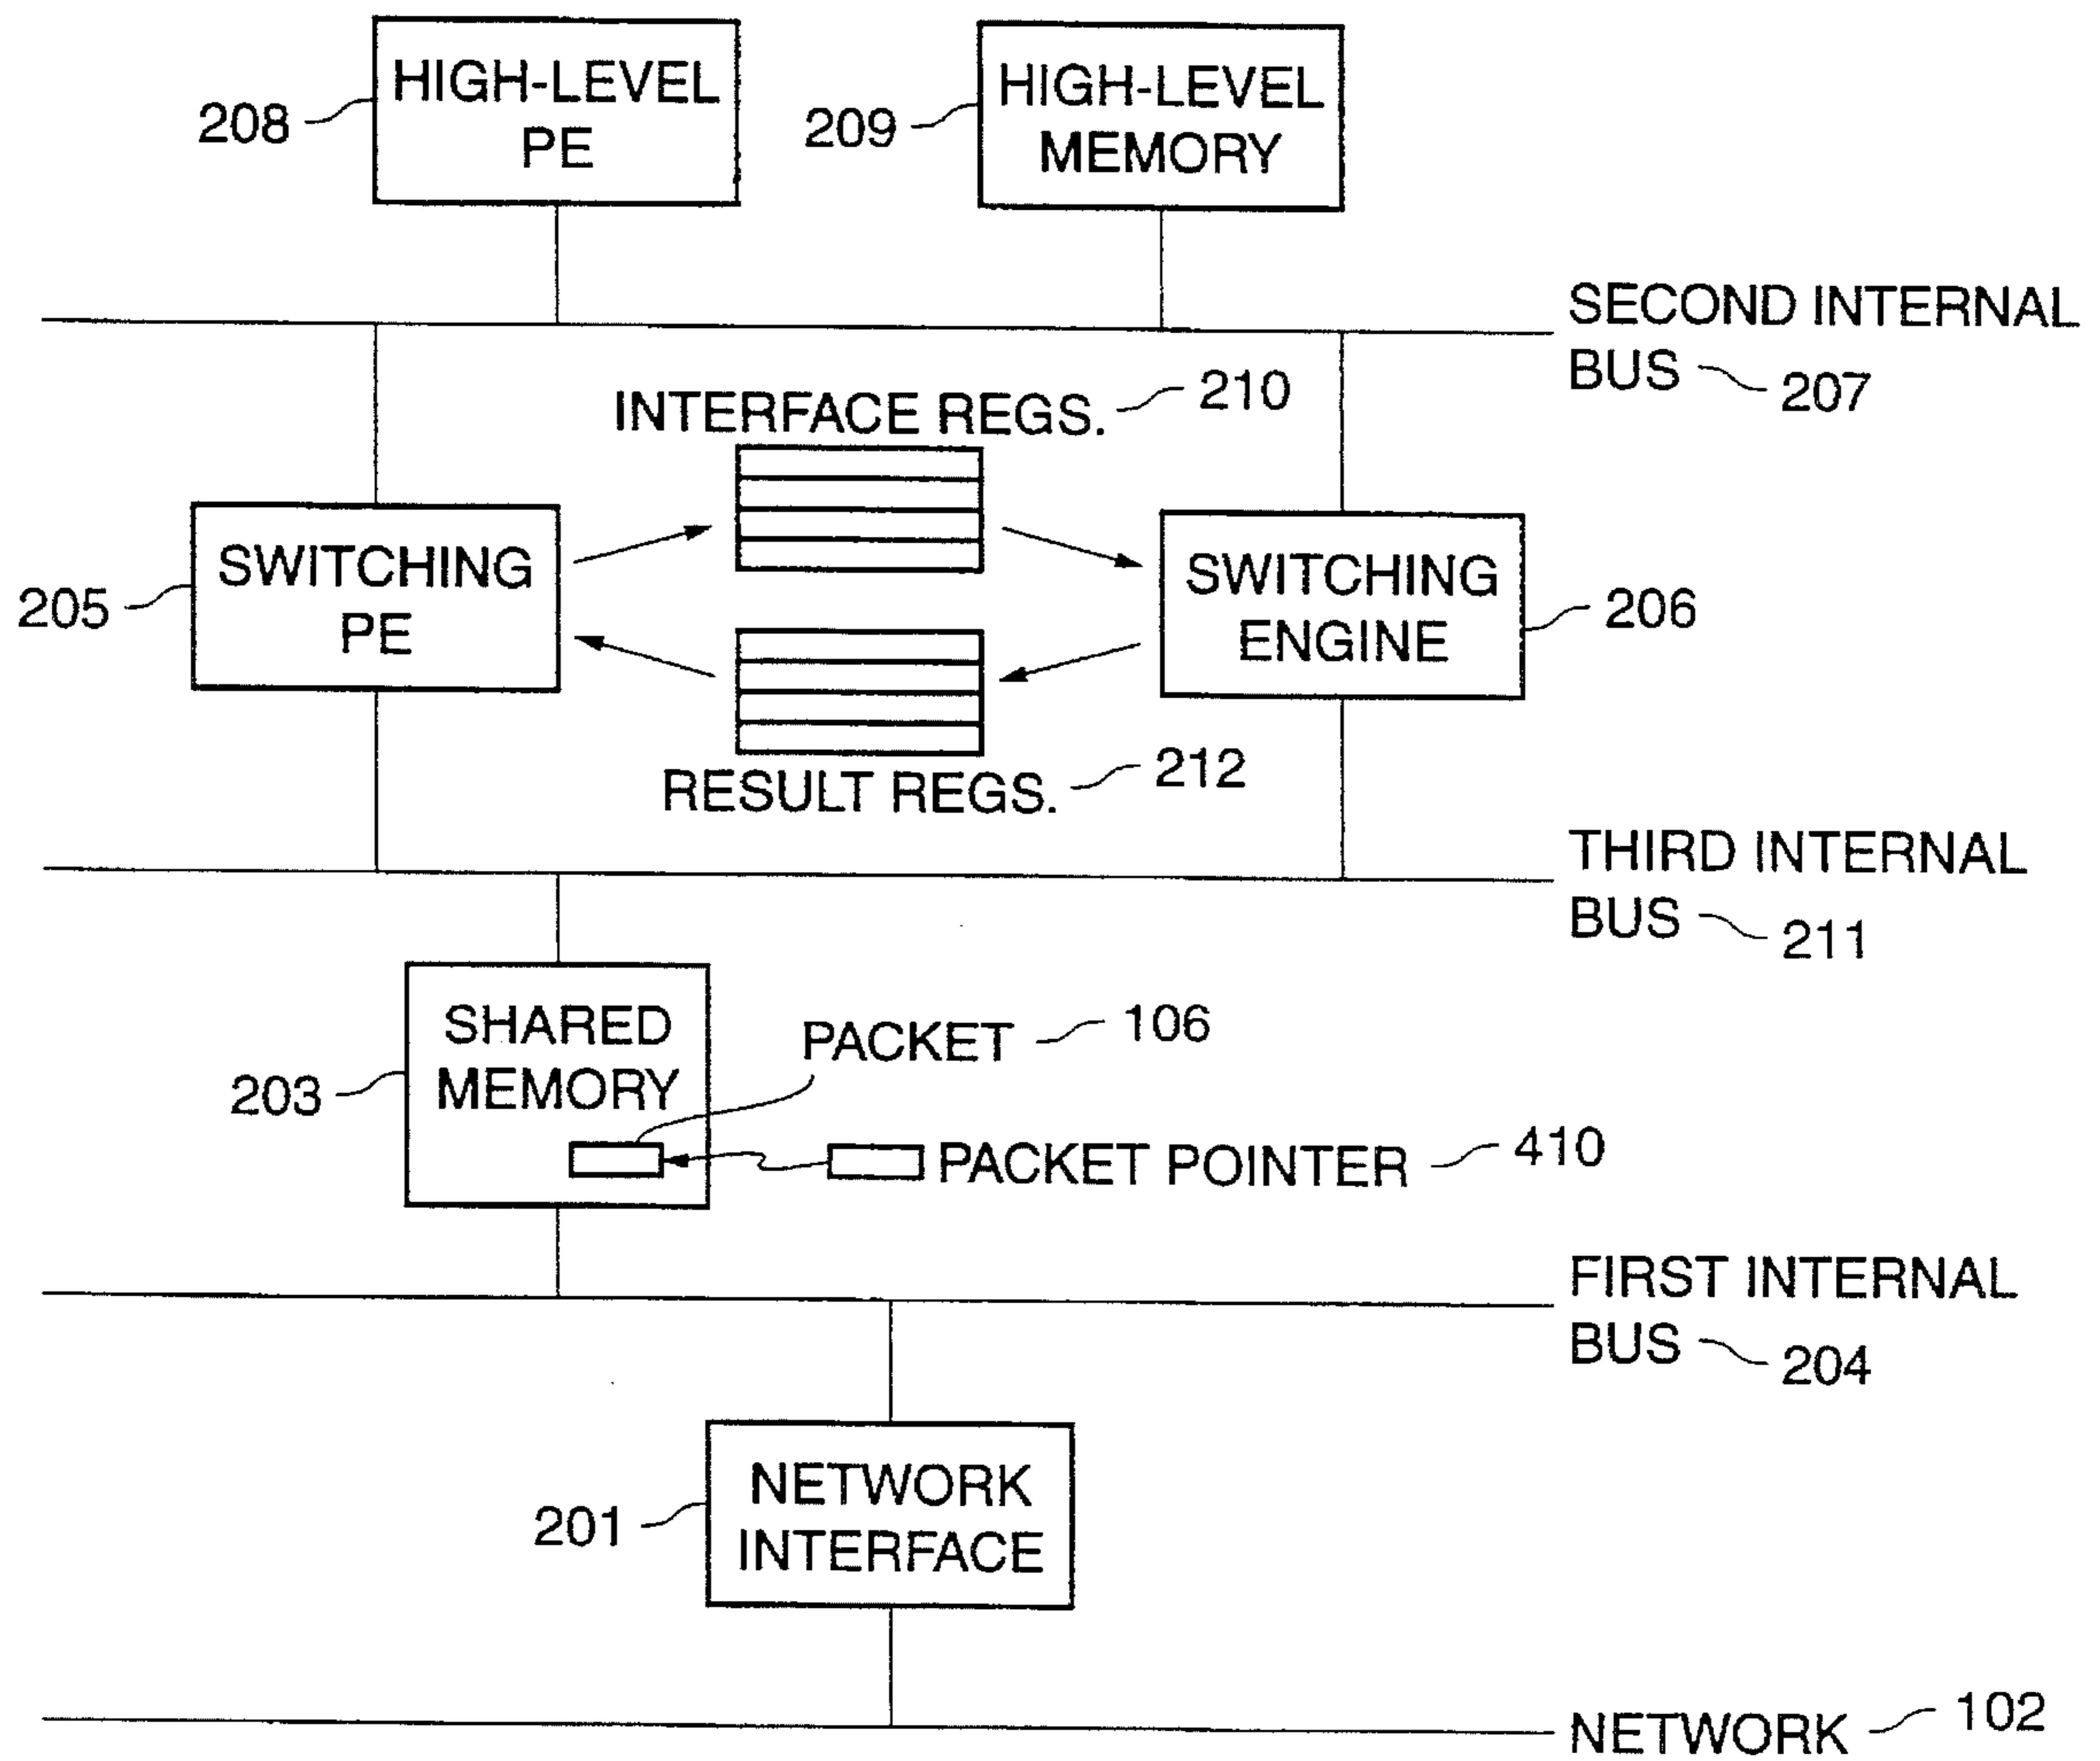 HIGH-LEVEL
PE
208
HIGH-LEVEL
MEMORY
209
SECOND INTERNAL
BUS 207
INTERFACE REGS. 210
SWITCHING
PE
205
SWITCHING
ENGINE
206
RESULT REGS. 212
THIRD INTERNAL
BUS 211
SHARED
MEMORY
203
PACKET 106
PACKET POINTER 410
FIRST INTERNAL
BUS 204
NETWORK
INTERFACE
201
NETWORK 102